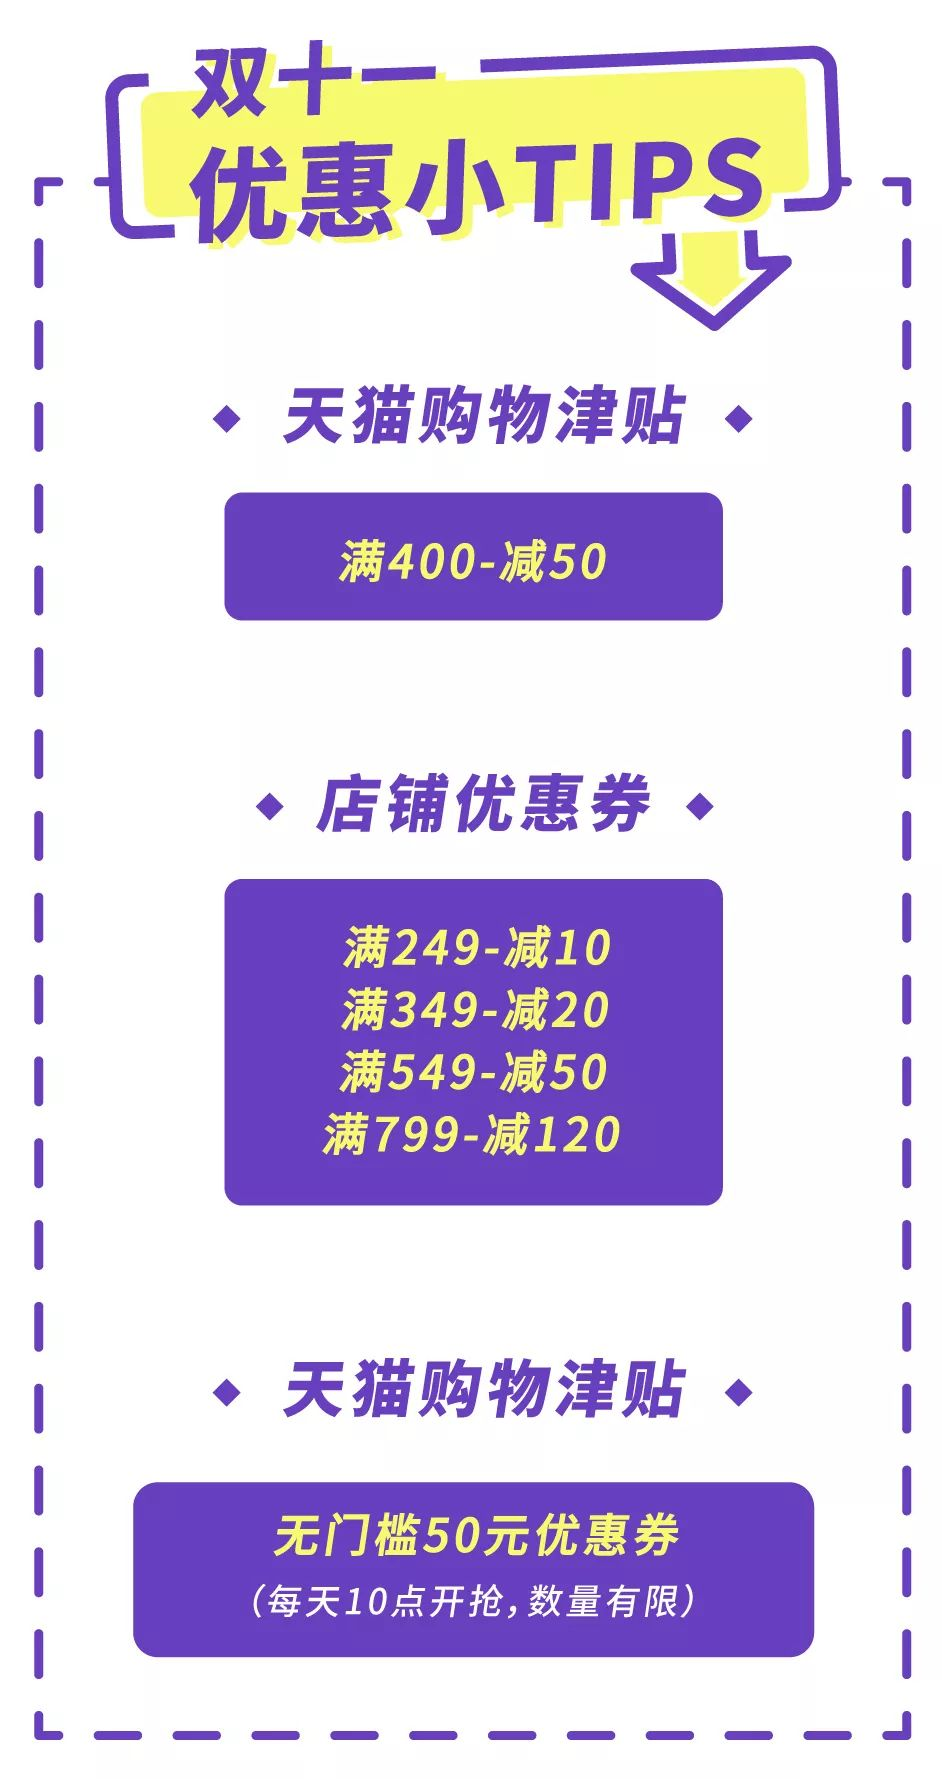 双十一
优惠小TIPS
天猫购物津贴
满400-减50
店铺优惠券
满249-减10
满349-减20
满549-减50
满799-减120
天猫购物津贴
无门槛50元优惠券
（每天10点开抢，数量有限）